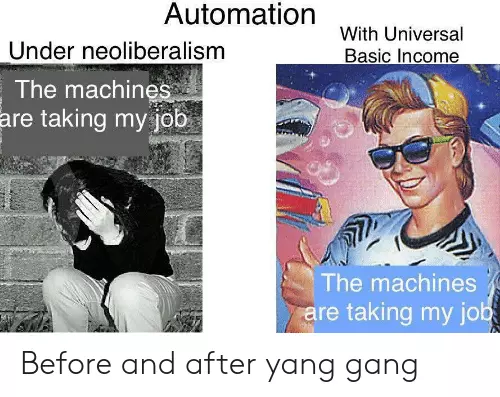 Automation
Under neoliberalism
With Universal
Basic Income
The machines
are taking my job
The machines
are taking my job
Before and after yang gang